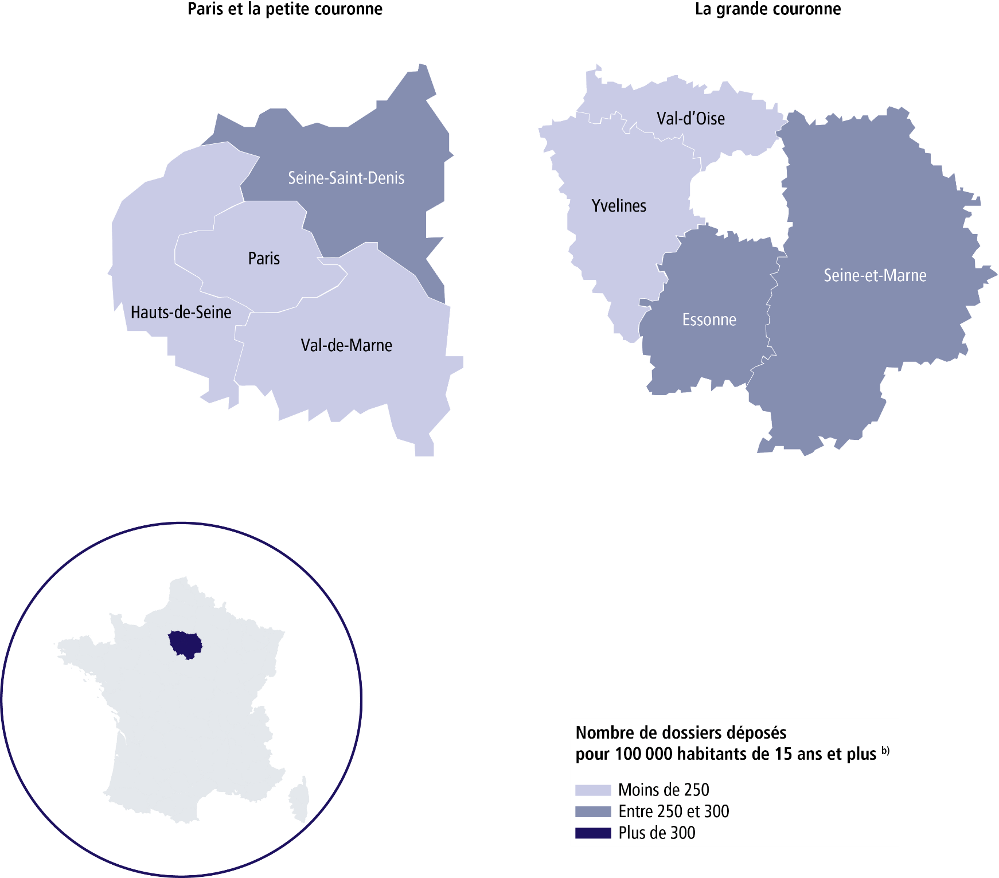 Paris et la petite couronne
La grande couronne
Val-d’Oise
Seine-Saint-Denis
Yvelines
Paris
Seine-et-Marne
Hauts-de-Seine
Essonne
Val-de-Marne
Nombre de dossiers déposés
pour 100 000 habitants de 15 ans et plus b)
Moins de 250
Entre 250 et 300
Plus de 300